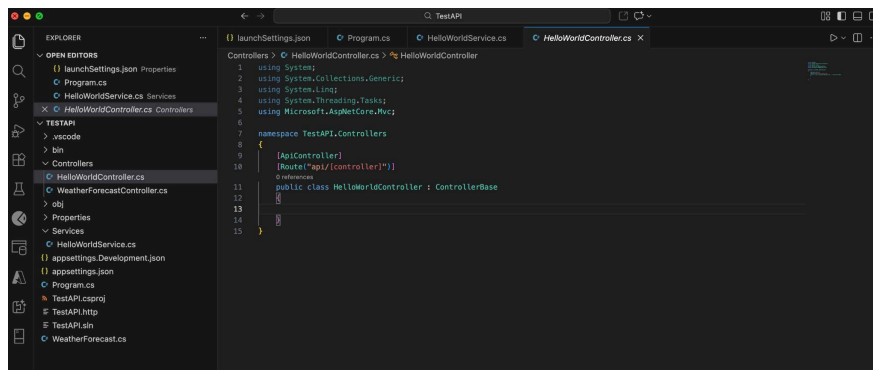 TestAPI
EXPLORER
OPEN EDITORS
{} launchSettings.json Properties
C Program.cs
C HelloWorldService.cs Services
C HelloWorldController.cs Controllers
TESTAPI
.vscode
bin
Controllers
C HelloWorldController.cs
C WeatherForecastController.cs
obj
Properties
Services
C HelloWorldService.cs
{} appsettings.Development.json
{} appsettings.json
C Program.cs
TestAPI.csproj
TestAPI.http
TestAPI.sln
C WeatherForecast.cs
{} launchSettings.json C Program.cs C HelloWorldService.cs C HelloWorldController.cs
Controllers > C HelloWorldController.cs > HelloWorldController
1 using System;
2 using System.Collections.Generic;
3 using System.Linq;
4 using System.Threading.Tasks;
5 using Microsoft.AspNetCore.Mvc;
6
7 namespace TestAPI.Controllers
8 {
9 [ApiController]
10 [Route("api/[controller]")]
0 references
11 public class HelloWorldController : ControllerBase
12 {
13
14 }
15 }